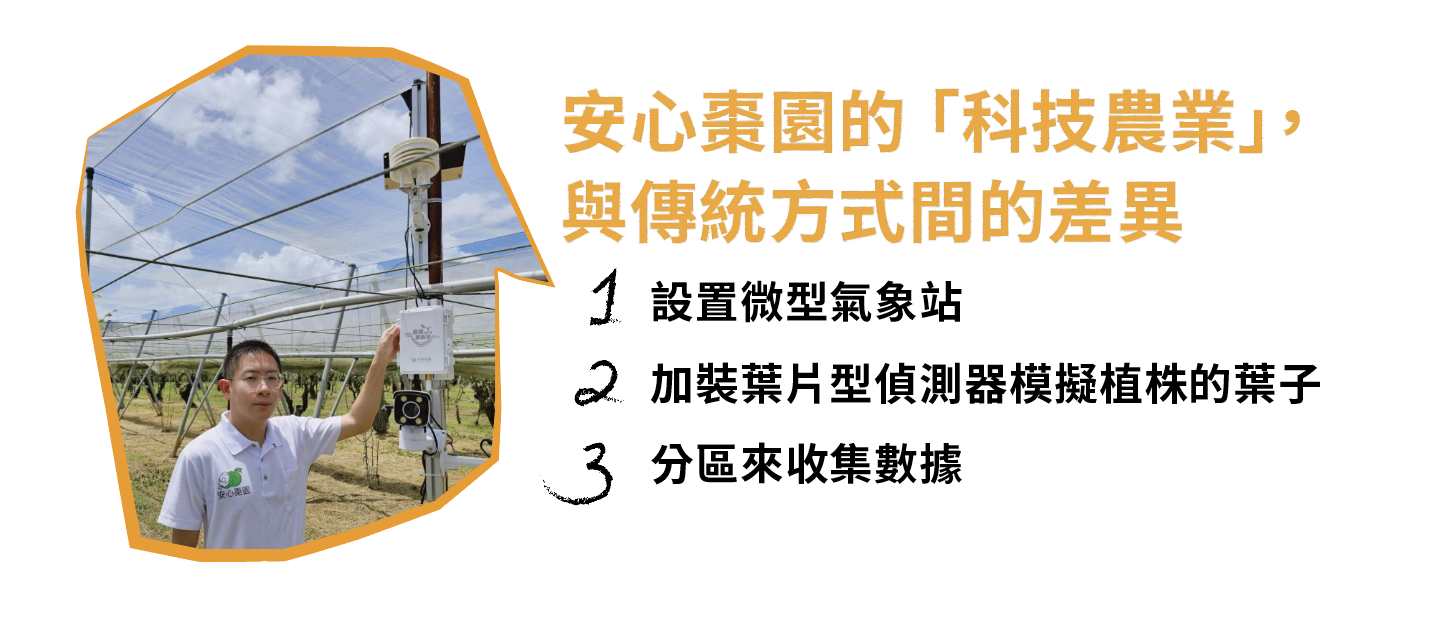 安心棗園的「科技農業」，
與傳統方式間的差異
1 設置微型氣象站
2 加裝葉片型偵測器模擬植株的葉子
3 分區來收集數據
安心棗園